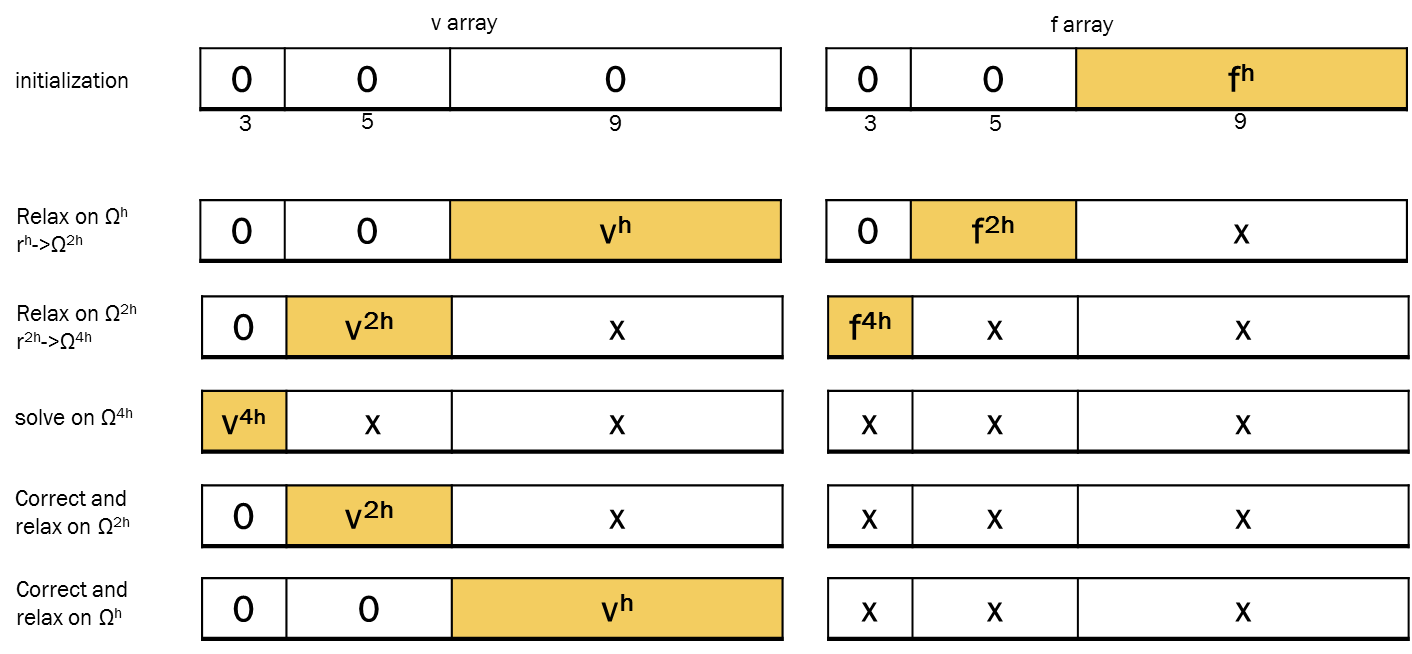 v array f array
initialization 0 0 0 0 0 fʰ
3 5 9 3 5 9
Relax on Ωʰ
rʰ->Ω²ʰ
0 0 vʰ 0 f²ʰ x
Relax on Ω²ʰ
r²ʰ->Ω⁴ʰ
0 v²ʰ x f⁴ʰ x x
solve on Ω⁴ʰ v⁴ʰ x x x x x
Correct and
relax on Ω²ʰ
0 v²ʰ x x x x
Correct and
relax on Ωʰ
0 0 vʰ x x x